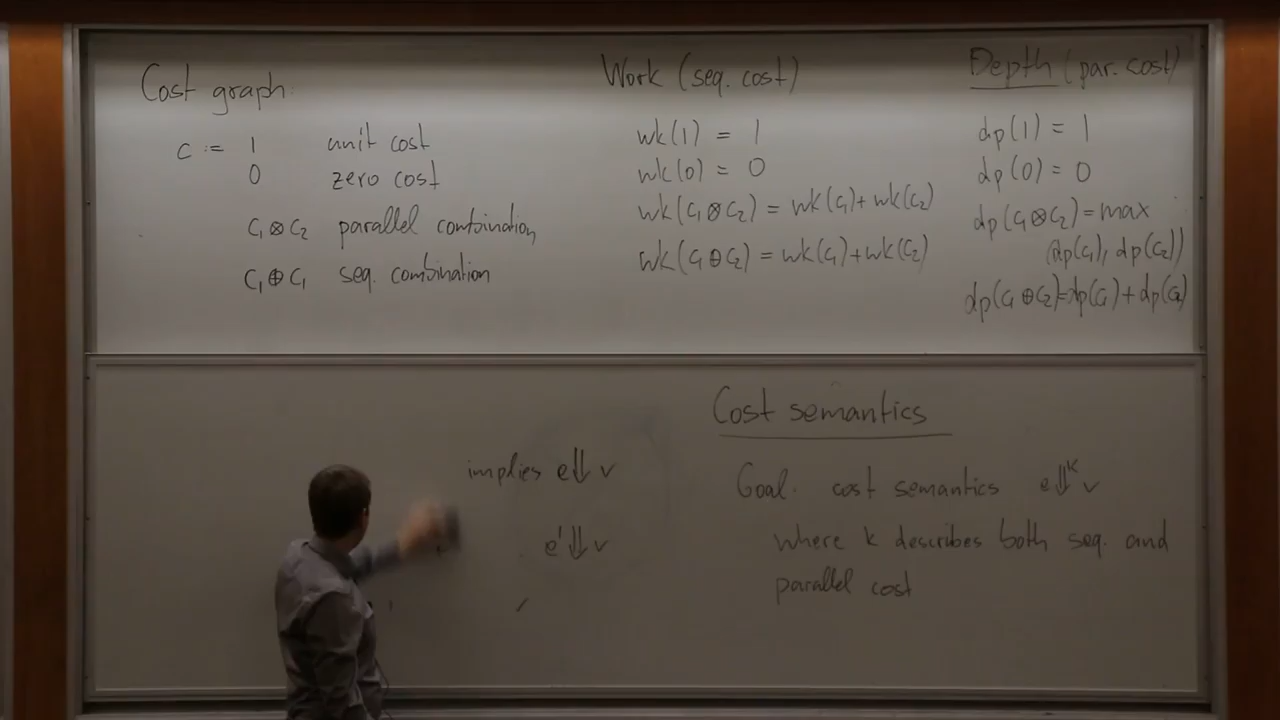 Cost graph.
c := 1 unit cost
0 zero cost
c₁ ⊗ c₂ parallel combination
c₁ ⊕ c₁ seq. combination
Work (seq. cost)
wk(1) = 1
wk(0) = 0
wk(c₁ ⊗ c₂) = wk(c₁) + wk(c₂)
wk(c₁ ⊕ c₂) = wk(c₁) + wk(c₂)
Depth (par. cost)
dp(1) = 1
dp(0) = 0
dp(c₁ ⊗ c₂) = max
(dp(c₁), dp(c₂))
dp(c₁ ⊕ c₂) = dp(c₁) + dp(c₂)
implies e ⇓ v
e' ⇓ v
Cost semantics
Goal. cost semantics e ⇓ᵏ v
where k describes both seq. and
parallel cost